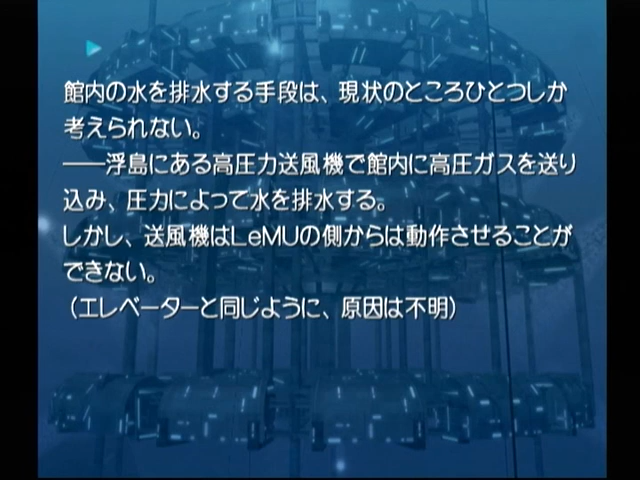 館内の水を排水する手段は、現状のところひとつしか
考えられない。
――浮島にある高圧力送風機で館内に高圧ガスを送り
込み、圧力によって水を排水する。
しかし、送風機はLeMUの側からは動作させることが
できない。
（エレベーターと同じように、原因は不明）